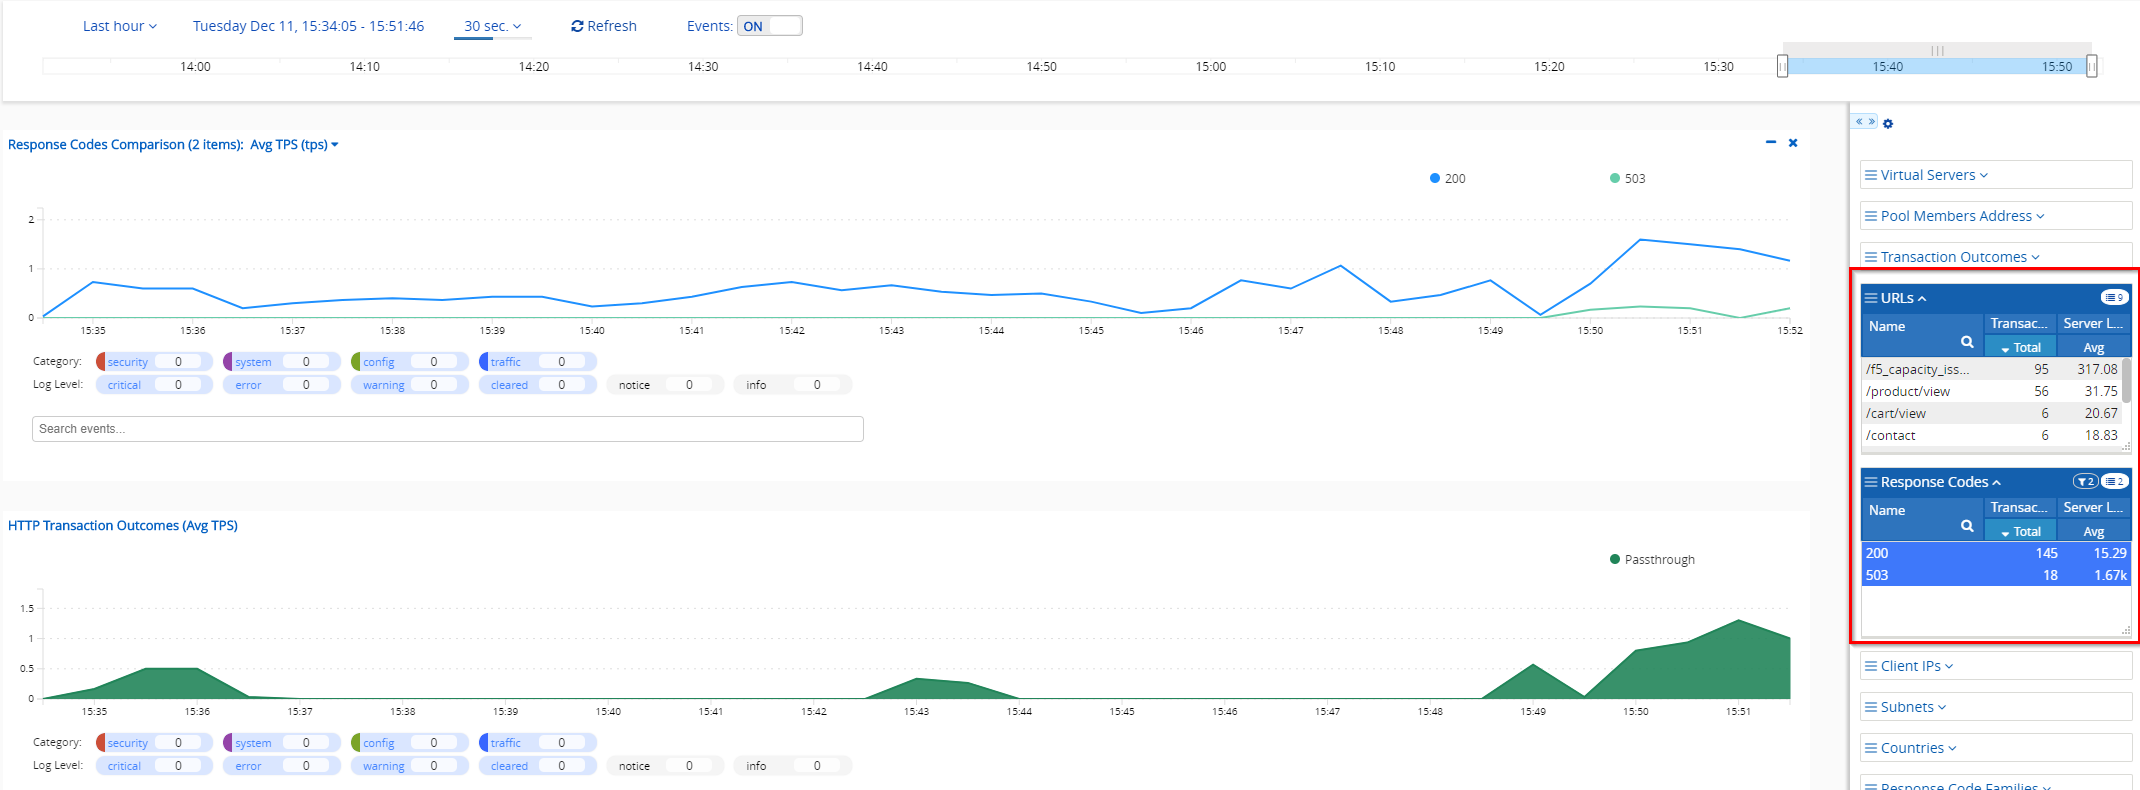 Last hour Tuesday Dec 11, 15:34:05 - 15:51:46 30 sec. Refresh Events: ON
14:00 14:10 14:20 14:30 14:40 14:50 15:00 15:10 15:20 15:30 15:40 15:50
Response Codes Comparison (2 items): Avg TPS (tps)
200 503
2
1
0
15:35 15:36 15:37 15:38 15:39 15:40 15:41 15:42 15:43 15:44 15:45 15:46 15:47 15:48 15:49 15:50 15:51 15:52
Category: security 0 system 0 config 0 traffic 0
Log Level: critical 0 error 0 warning 0 cleared 0 notice 0 info 0
Search events...
HTTP Transaction Outcomes (Avg TPS)
Passthrough
1.5
1
0.5
0
15:35 15:36 15:37 15:38 15:39 15:40 15:41 15:42 15:43 15:44 15:45 15:46 15:47 15:48 15:49 15:50 15:51
Category: security 0 system 0 config 0 traffic 0
Log Level: critical 0 error 0 warning 0 cleared 0 notice 0 info 0
« »
Virtual Servers
Pool Members Address
Transaction Outcomes
URLs 9
Name Transac... Server L...
Total Avg
/f5_capacity_iss... 95 317.08
/product/view 56 31.75
/cart/view 6 20.67
/contact 6 18.83
Response Codes 2 2
Name Transac... Server L...
Total Avg
200 145 15.29
503 18 1.67k
Client IPs
Subnets
Countries
Response Code Families